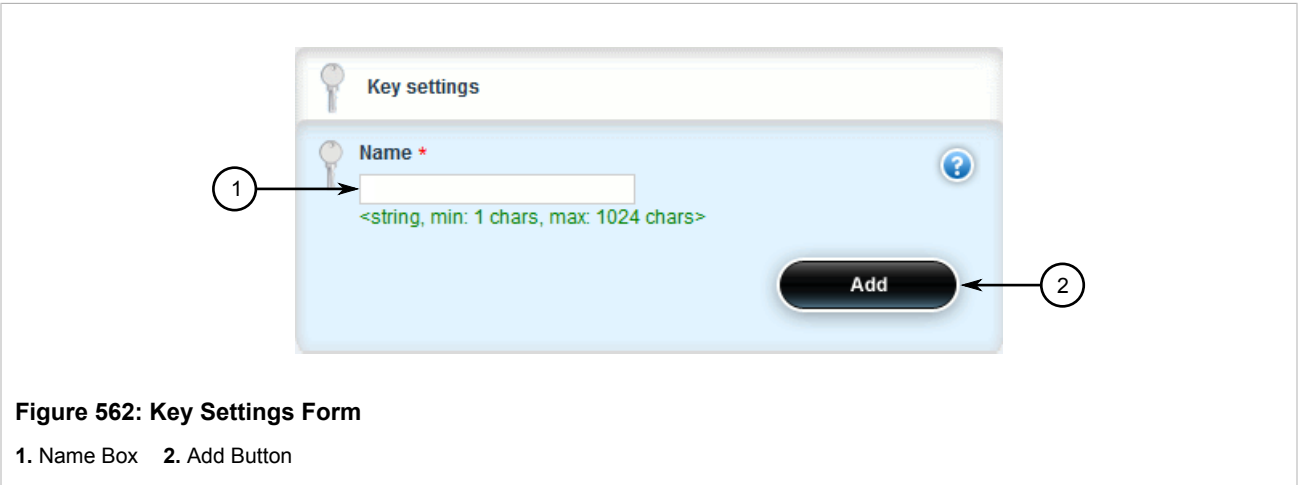 Key settings
Name *
1
<string, min: 1 chars, max: 1024 chars>
?
Add
2
Figure 562: Key Settings Form
1. Name Box 2. Add Button